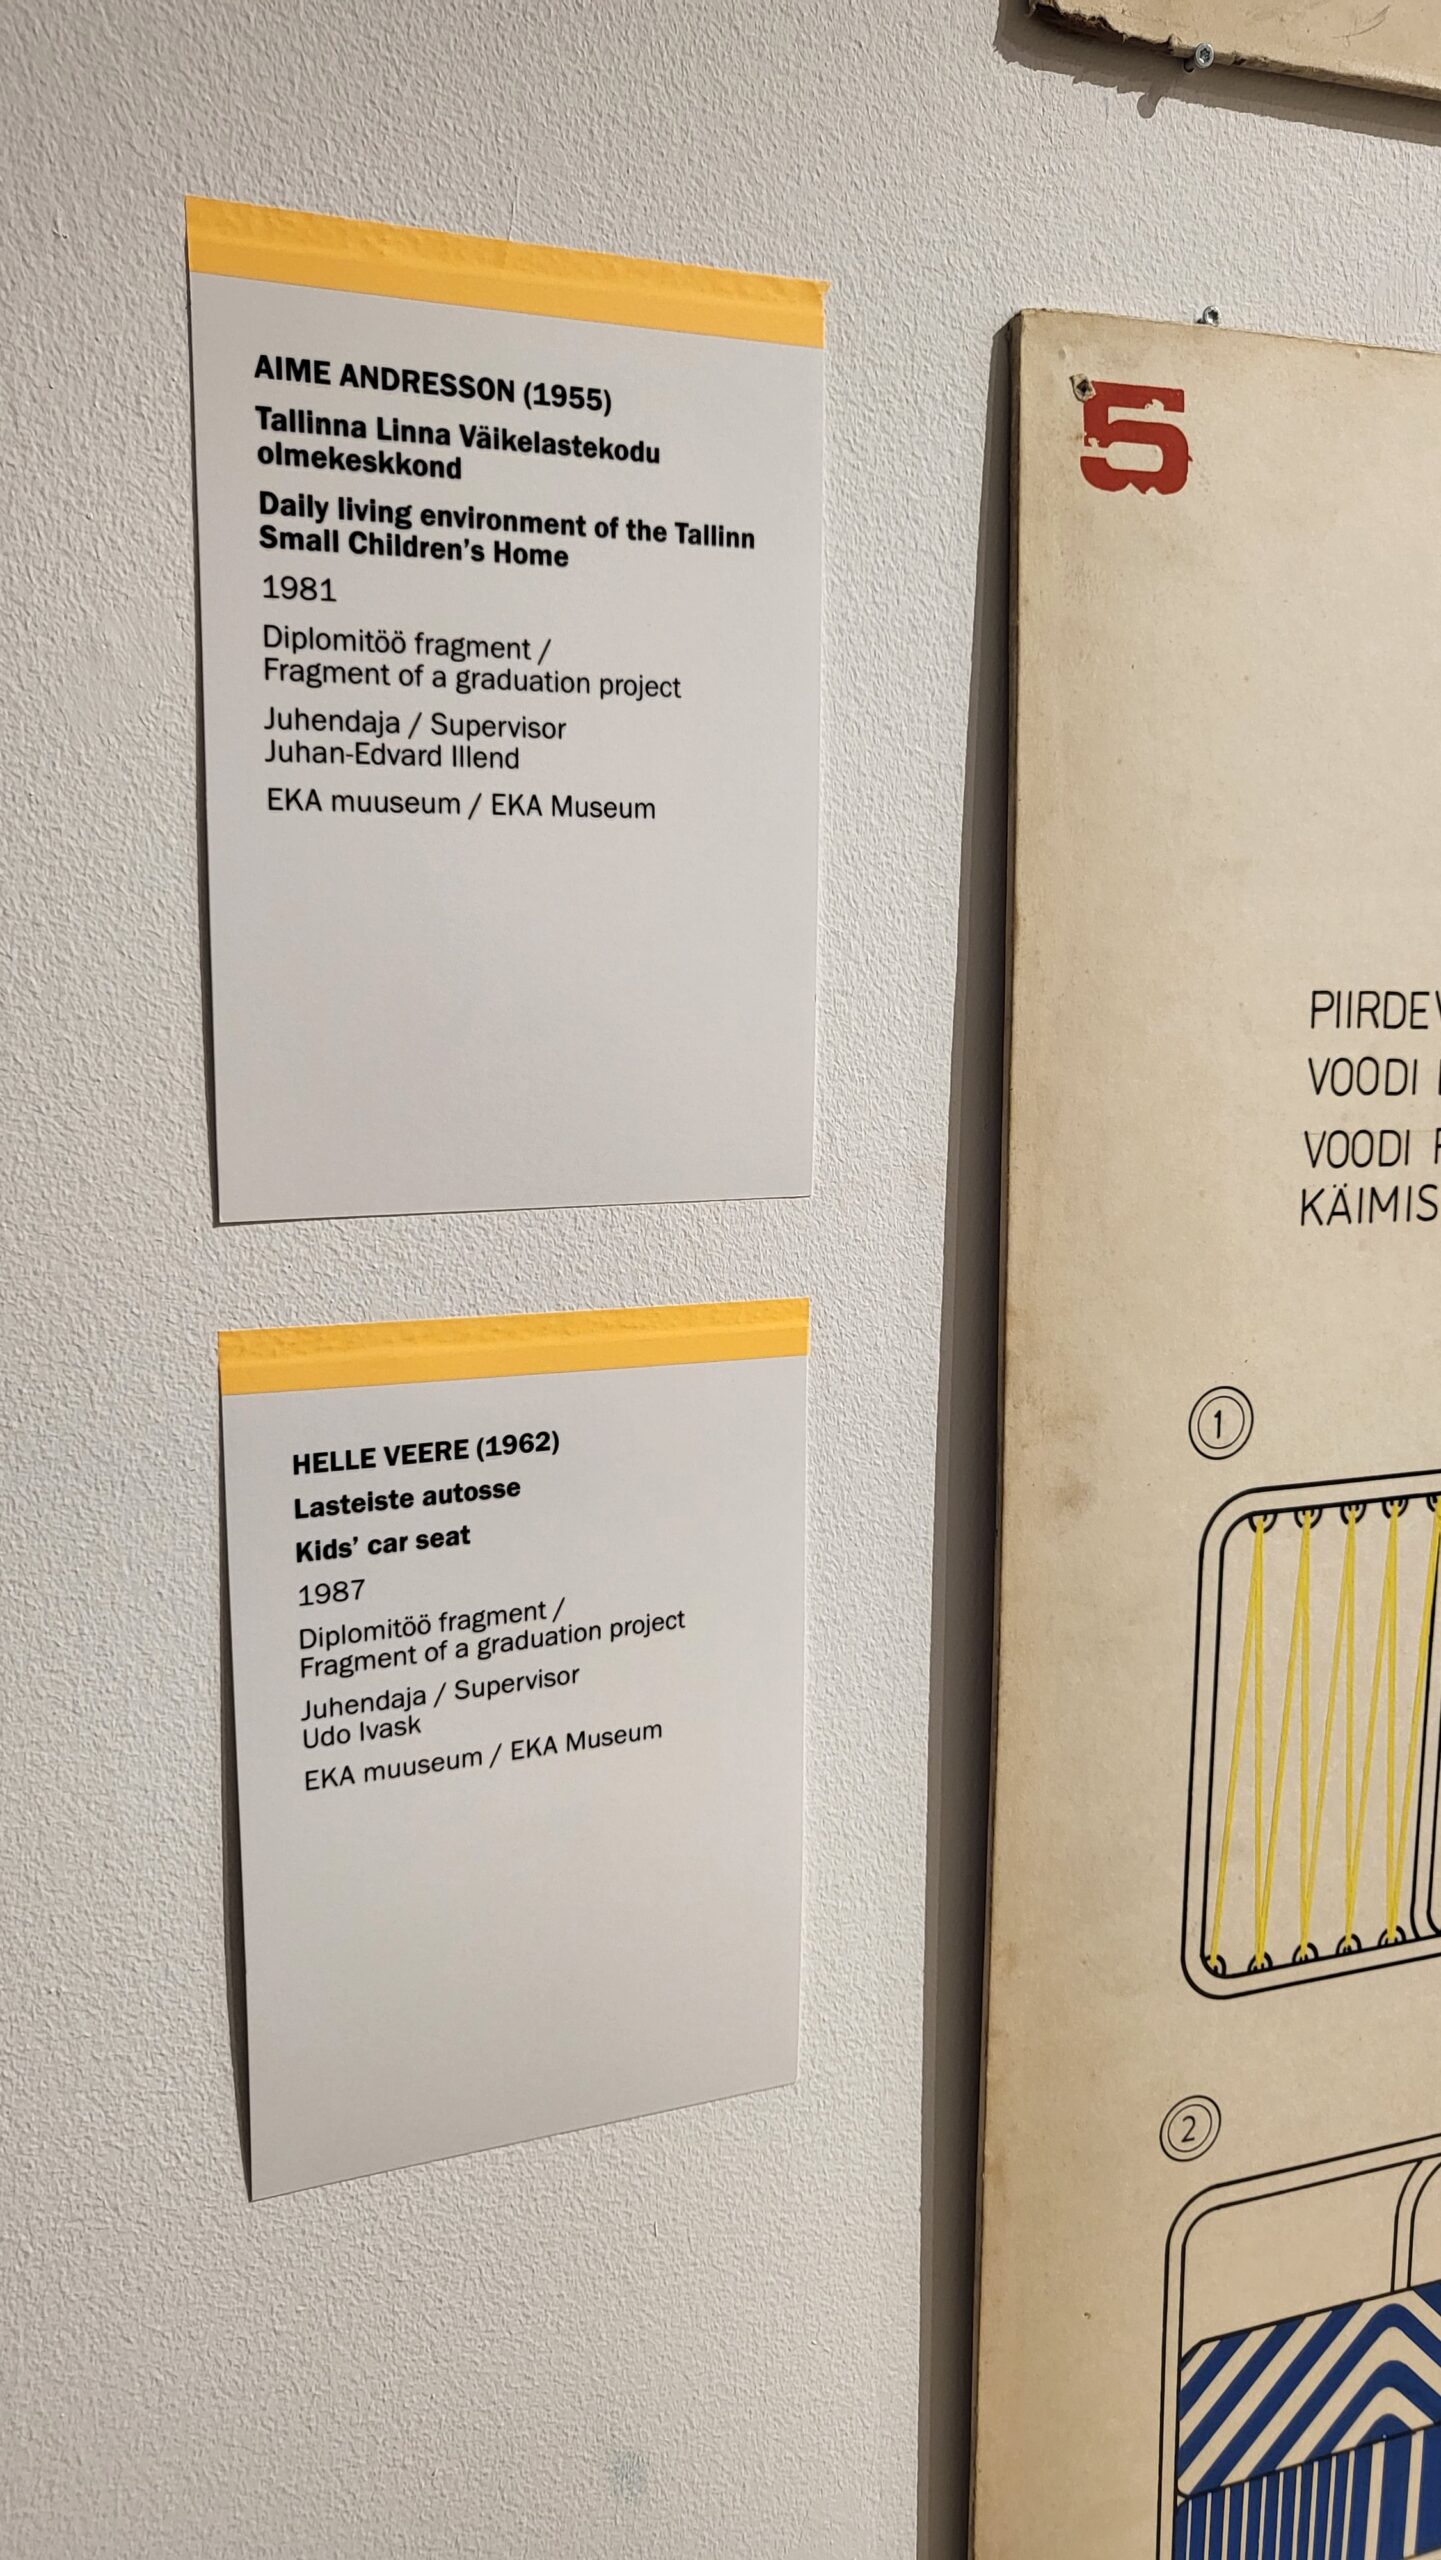 AIME ANDRESSON (1955)
Tallinna Linna Väikelastekodu
olmekeskkond
Daily living environment of the Tallinn
Small Children's Home
1981
Diplomitöö fragment /
Fragment of a graduation project
Juhendaja / Supervisor
Juhan-Edvard Illend
EKA muuseum / EKA Museum
HELLE VEERE (1962)
Lasteiste autosse
Kids' car seat
1987
Diplomitöö fragment /
Fragment of a graduation project
Juhendaja / Supervisor
Udo Ivask
EKA muuseum / EKA Museum
5
VOODI
VOODI
1
2